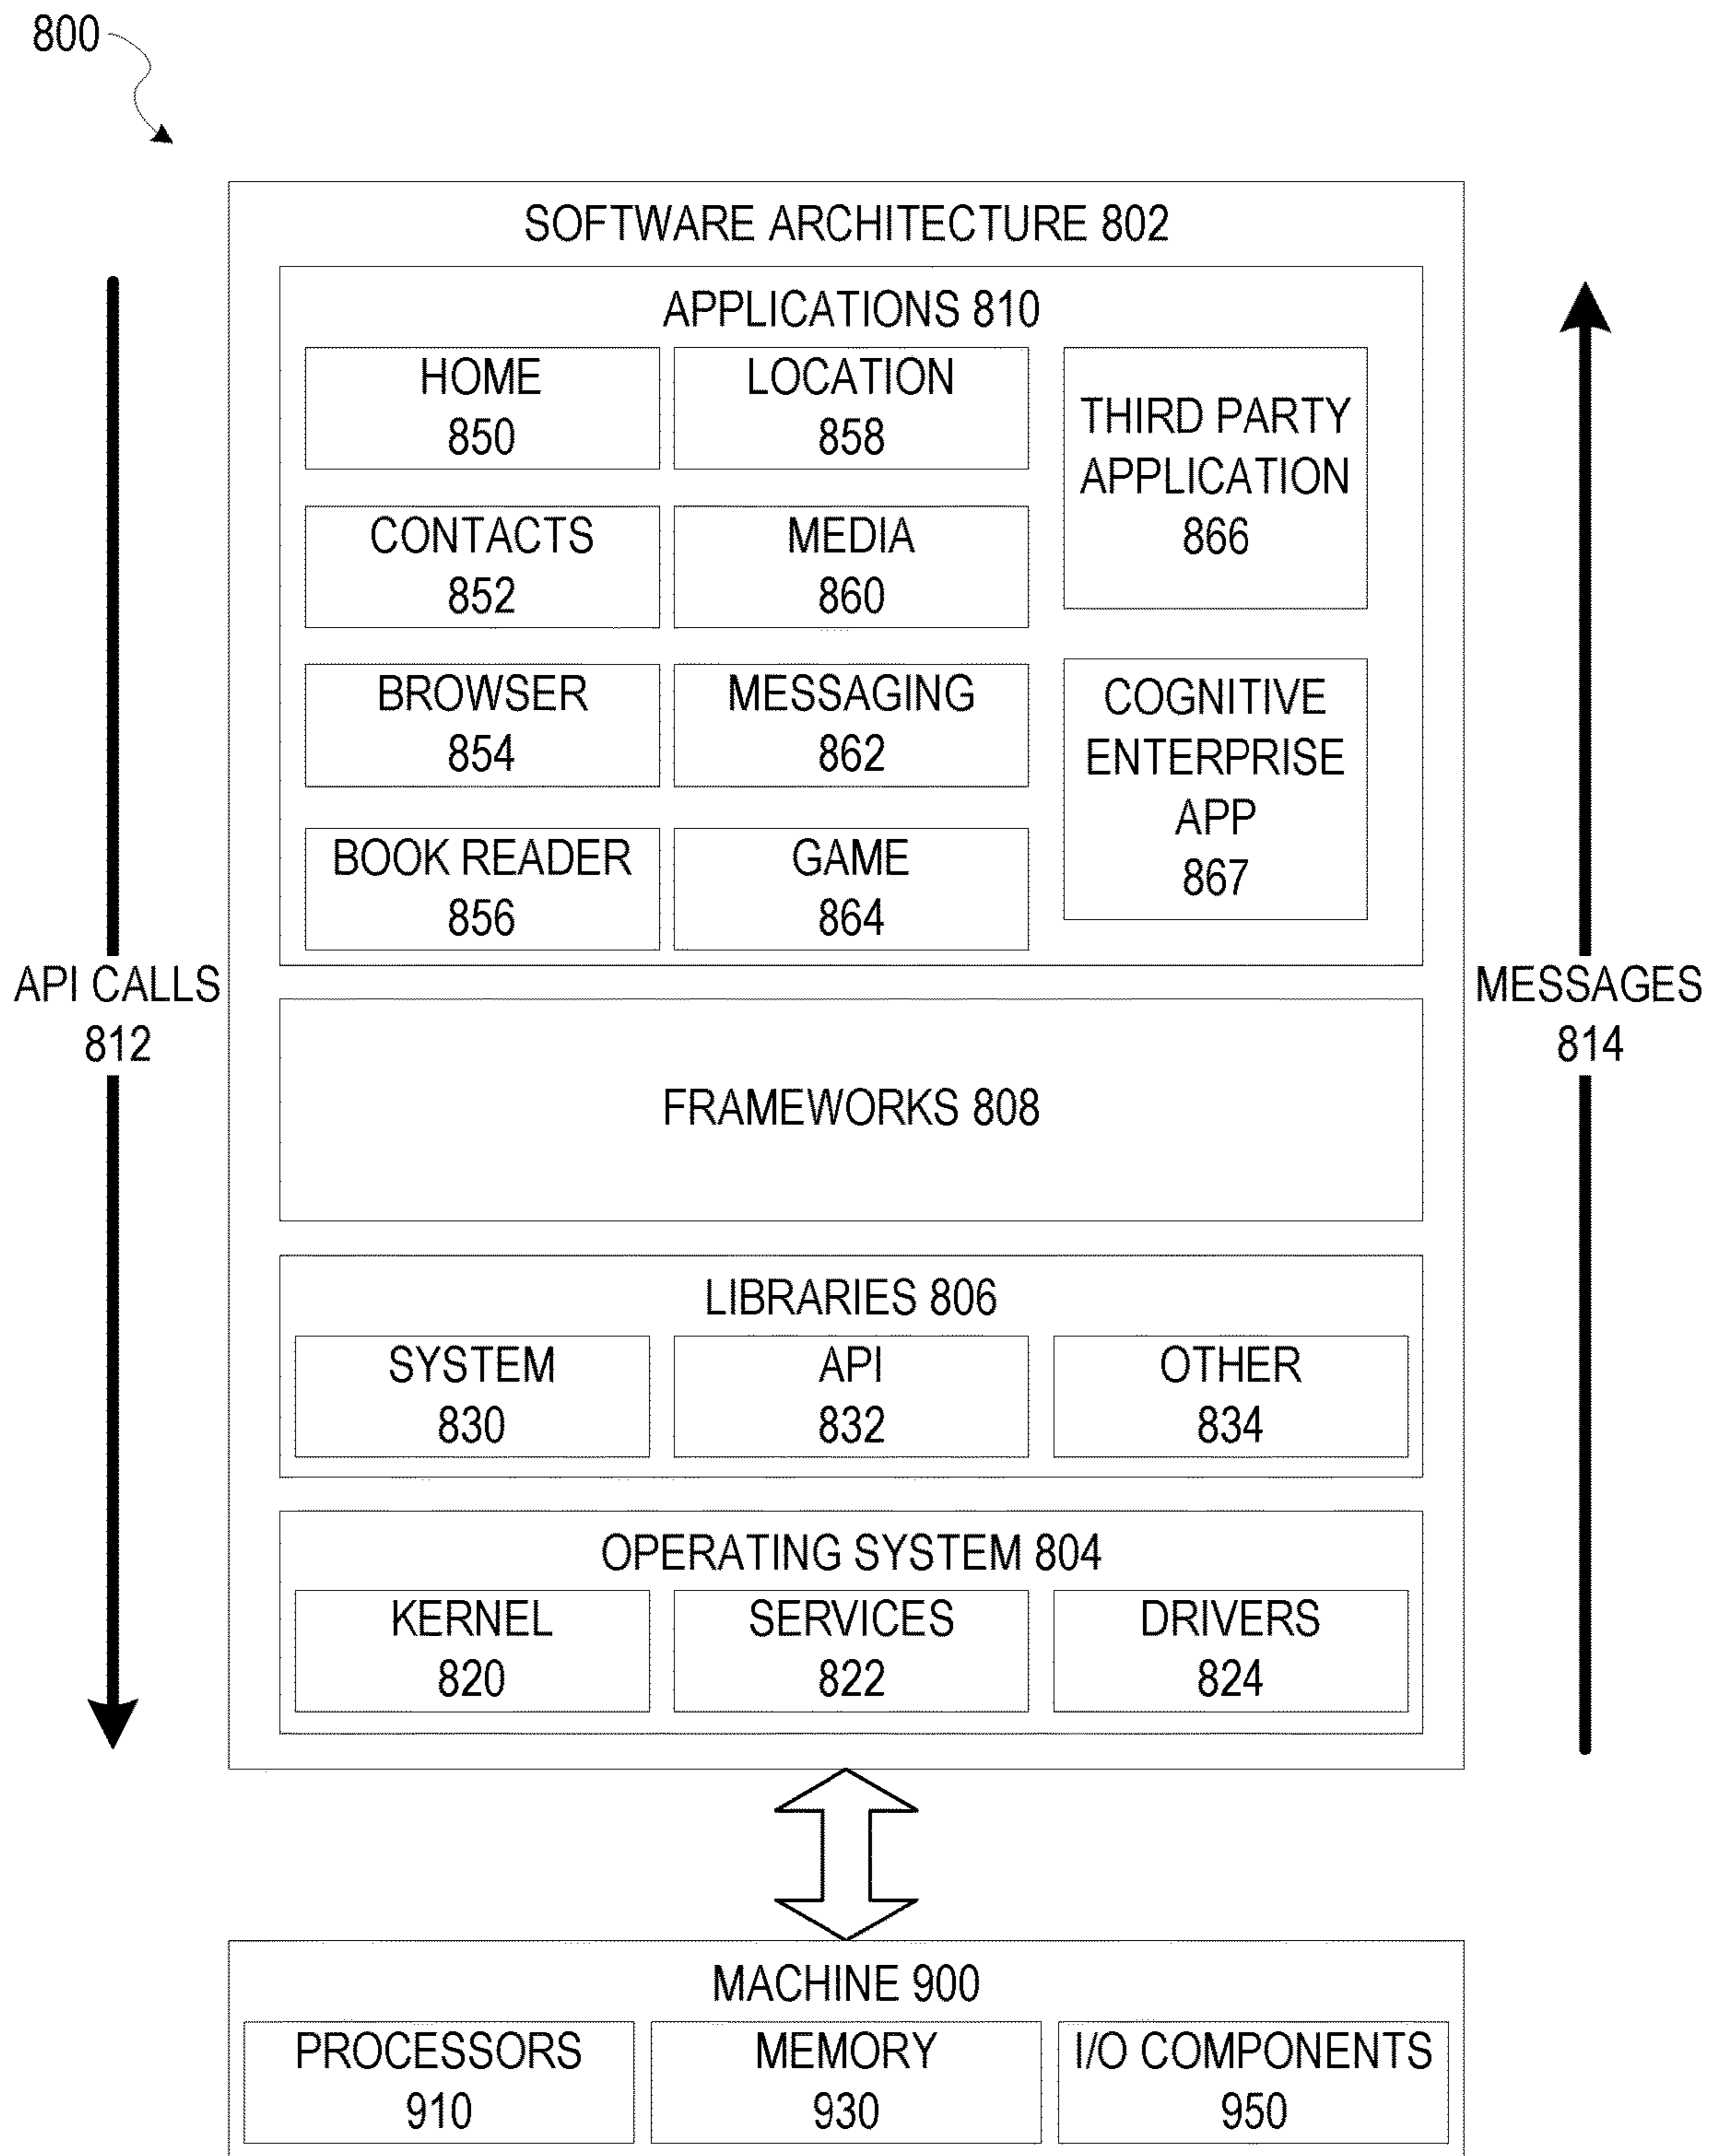 800
SOFTWARE ARCHITECTURE 802
APPLICATIONS 810
HOME
850
LOCATION
858
THIRD PARTY
APPLICATION
866
CONTACTS
852
MEDIA
860
BROWSER
854
MESSAGING
862
COGNITIVE
ENTERPRISE
APP
867
BOOK READER
856
GAME
864
API CALLS
812
MESSAGES
814
FRAMEWORKS 808
LIBRARIES 806
SYSTEM
830
API
832
OTHER
834
OPERATING SYSTEM 804
KERNEL
820
SERVICES
822
DRIVERS
824
MACHINE 900
PROCESSORS
910
MEMORY
930
I/O COMPONENTS
950